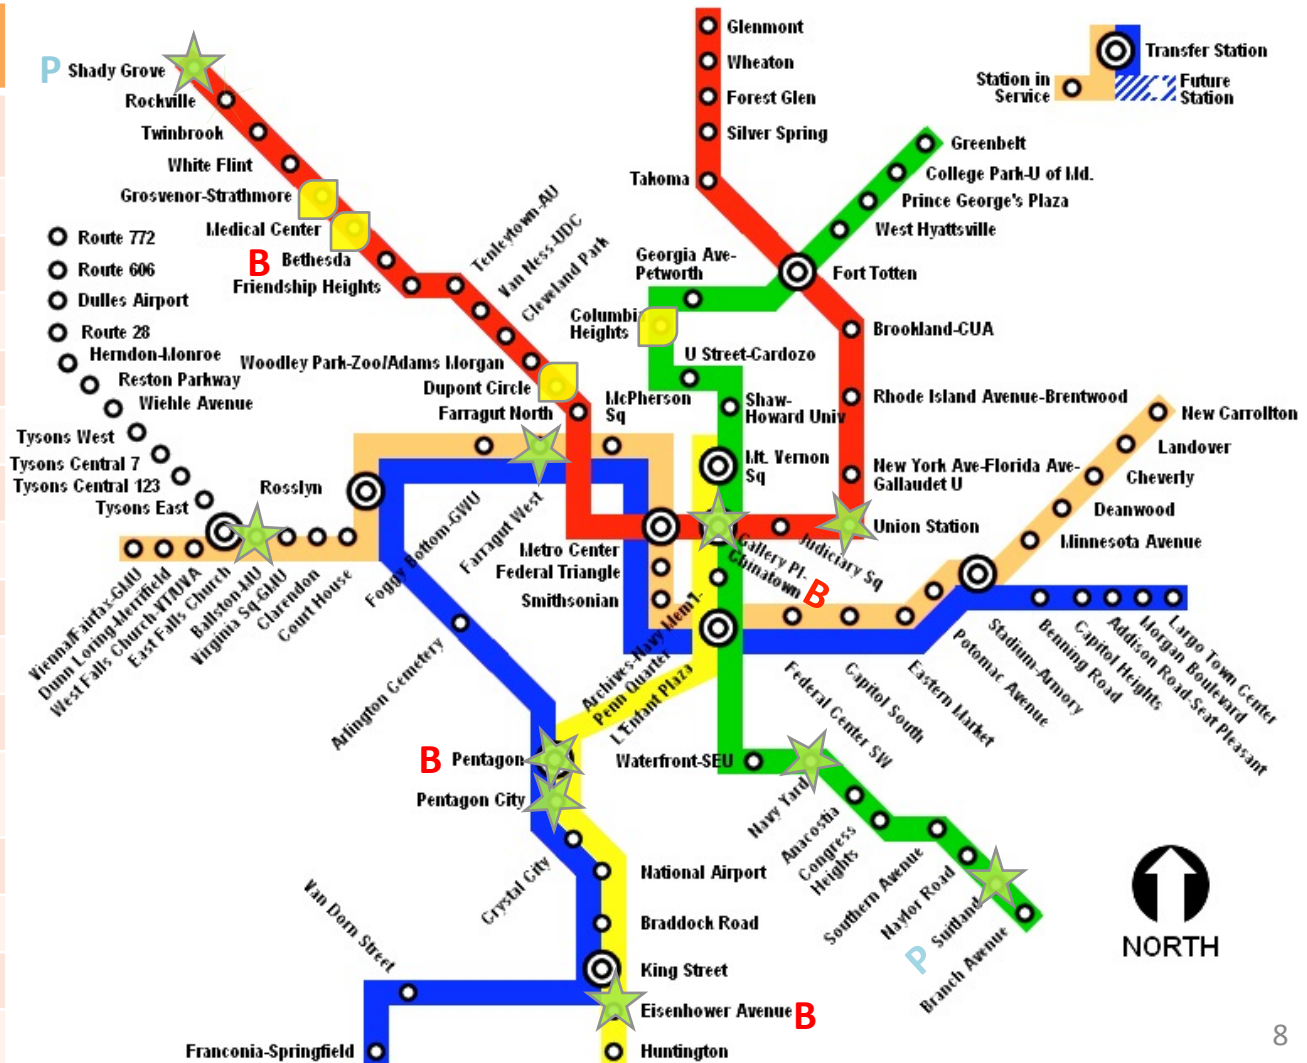 Glenmont
Wheaton
Forest Glen
Silver Spring
Takoma
Transfer Station
Station in
Service
Future
Station
P Shady Grove
Rockville
Twinbrook
White Flint
Grosvenor-Strathmore
Medical Center
B Bethesda
Friendship Heights
Tenleytown-AU
Van Ness-UDC
Cleveland Park
Woodley Park-Zoo/Adams Morgan
Dupont Circle
Farragut North
McPherson
Sq
Greenbelt
College Park-U of Md.
Prince George's Plaza
West Hyattsville
Georgia Ave-
Petworth
Fort Totten
Columbia
Heights
U Street-Cardozo
Shaw-
Howard Univ
Mt. Vernon
Sq
Brookland-CUA
Rhode Island Avenue-Brentwood
New York Ave-Florida Ave-
Gallaudet U
Union Station
Judiciary Sq
Gallery Pl-
Chinatown B
Route 772
Route 606
Dulles Airport
Route 28
Herndon-Monroe
Reston Parkway
Wiehle Avenue
Tysons West
Tysons Central 7
Tysons Central 123
Tysons East
Rosslyn
Vienna/Fairfax-GMU
Dunn Loring-Merrifield
West Falls Church-VT/UVA
East Falls Church
Ballston-MU
Virginia Sq-GMU
Clarendon
Court House
Foggy Bottom-GWU
Farragut West
Metro Center
Federal Triangle
Smithsonian
Archives-Navy Mem'l-
Penn Quarter
L'Enfant Plaza
New Carrollton
Landover
Cheverly
Deanwood
Minnesota Avenue
Federal Center SW
Capitol South
Eastern Market
Potomac Avenue
Stadium-Armory
Benning Road
Capitol Heights
Addison Road-Seat Pleasant
Morgan Boulevard
Largo Town Center
Arlington Cemetery
B Pentagon
Pentagon City
Crystal City
National Airport
Braddock Road
King Street
Eisenhower Avenue B
Huntington
Van Dorn Street
Franconia-Springfield
Waterfront-SEU
Navy Yard
Anacostia
Congress
Heights
Southern Avenue
Naylor Road
P Suitland
Branch Avenue
NORTH
8